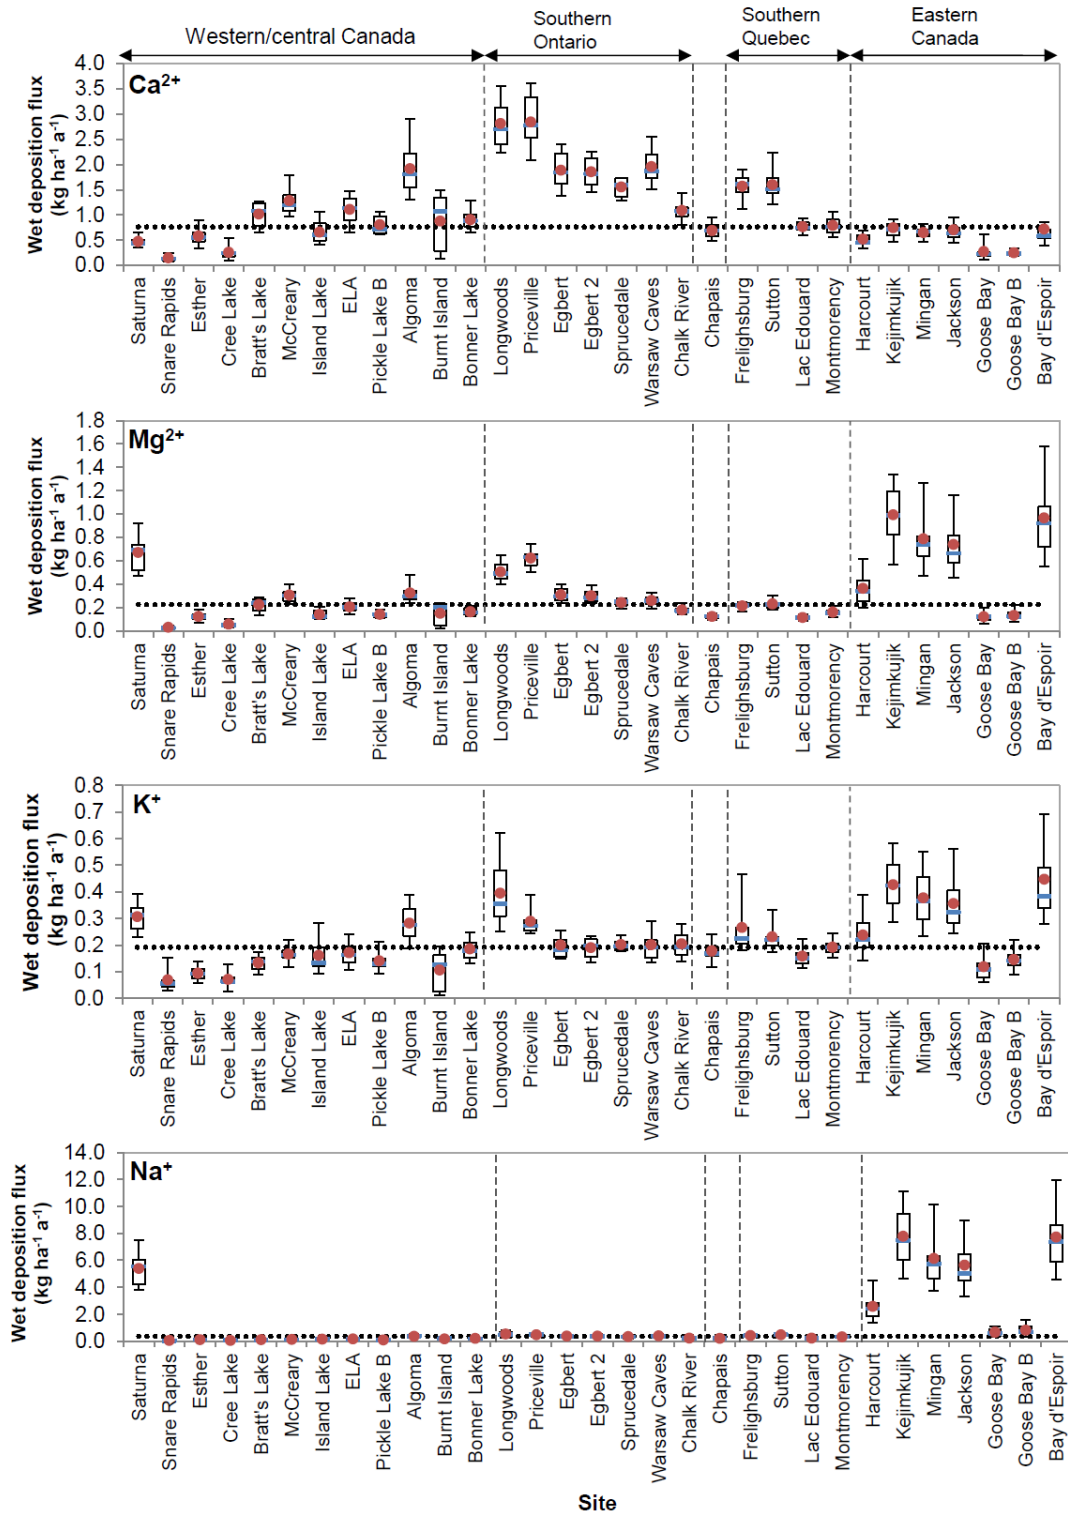 Western/central Canada
Southern
Ontario
Southern
Quebec
Eastern
Canada
Wet deposition flux
(kg ha⁻¹ a⁻¹)
Ca²⁺
4.0
3.5
3.0
2.5
2.0
1.5
1.0
0.5
0.0
Saturna
Snare Rapids
Esther
Cree Lake
Bratt's Lake
McCreary
Island Lake
ELA
Pickle Lake B
Algoma
Burnt Island
Bonner Lake
Longwoods
Priceville
Egbert
Egbert 2
Sprucedale
Warsaw Caves
Chalk River
Chapais
Frelighsburg
Sutton
Lac Edouard
Montmorency
Harcourt
Kejimkujik
Mingan
Jackson
Goose Bay
Goose Bay B
Bay d'Espoir
Wet deposition flux
(kg ha⁻¹ a⁻¹)
Mg²⁺
1.8
1.6
1.4
1.2
1.0
0.8
0.6
0.4
0.2
0.0
Saturna
Snare Rapids
Esther
Cree Lake
Bratt's Lake
McCreary
Island Lake
ELA
Pickle Lake B
Algoma
Burnt Island
Bonner Lake
Longwoods
Priceville
Egbert
Egbert 2
Sprucedale
Warsaw Caves
Chalk River
Chapais
Frelighsburg
Sutton
Lac Edouard
Montmorency
Harcourt
Kejimkujik
Mingan
Jackson
Goose Bay
Goose Bay B
Bay d'Espoir
Wet deposition flux
(kg ha⁻¹ a⁻¹)
K⁺
0.8
0.7
0.6
0.5
0.4
0.3
0.2
0.1
0.0
Saturna
Snare Rapids
Esther
Cree Lake
Bratt's Lake
McCreary
Island Lake
ELA
Pickle Lake B
Algoma
Burnt Island
Bonner Lake
Longwoods
Priceville
Egbert
Egbert 2
Sprucedale
Warsaw Caves
Chalk River
Chapais
Frelighsburg
Sutton
Lac Edouard
Montmorency
Harcourt
Kejimkujik
Mingan
Jackson
Goose Bay
Goose Bay B
Bay d'Espoir
Wet deposition flux
(kg ha⁻¹ a⁻¹)
Na⁺
14.0
12.0
10.0
8.0
6.0
4.0
2.0
0.0
Saturna
Snare Rapids
Esther
Cree Lake
Bratt's Lake
McCreary
Island Lake
ELA
Pickle Lake B
Algoma
Burnt Island
Bonner Lake
Longwoods
Priceville
Egbert
Egbert 2
Sprucedale
Warsaw Caves
Chalk River
Chapais
Frelighsburg
Sutton
Lac Edouard
Montmorency
Harcourt
Kejimkujik
Mingan
Jackson
Goose Bay
Goose Bay B
Bay d'Espoir
Site